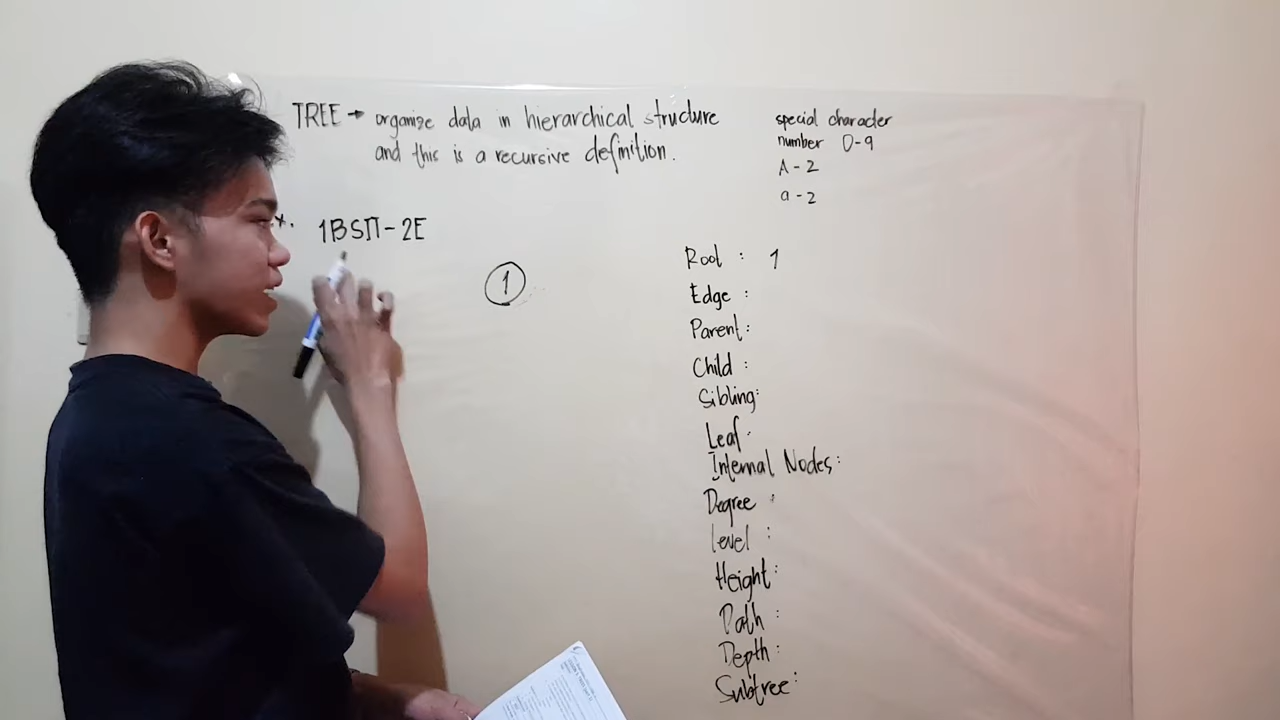 TREE → organize data in hierarchical structure
and this is a recursive definition.
special character
number 0-9
A-Z
a-z
x. 1BSIT-2E
1
Root : 1
Edge :
Parent:
Child :
Sibling:
Leaf:
Internal Nodes:
Degree :
Level :
Height:
Path :
Depth:
Subtree: